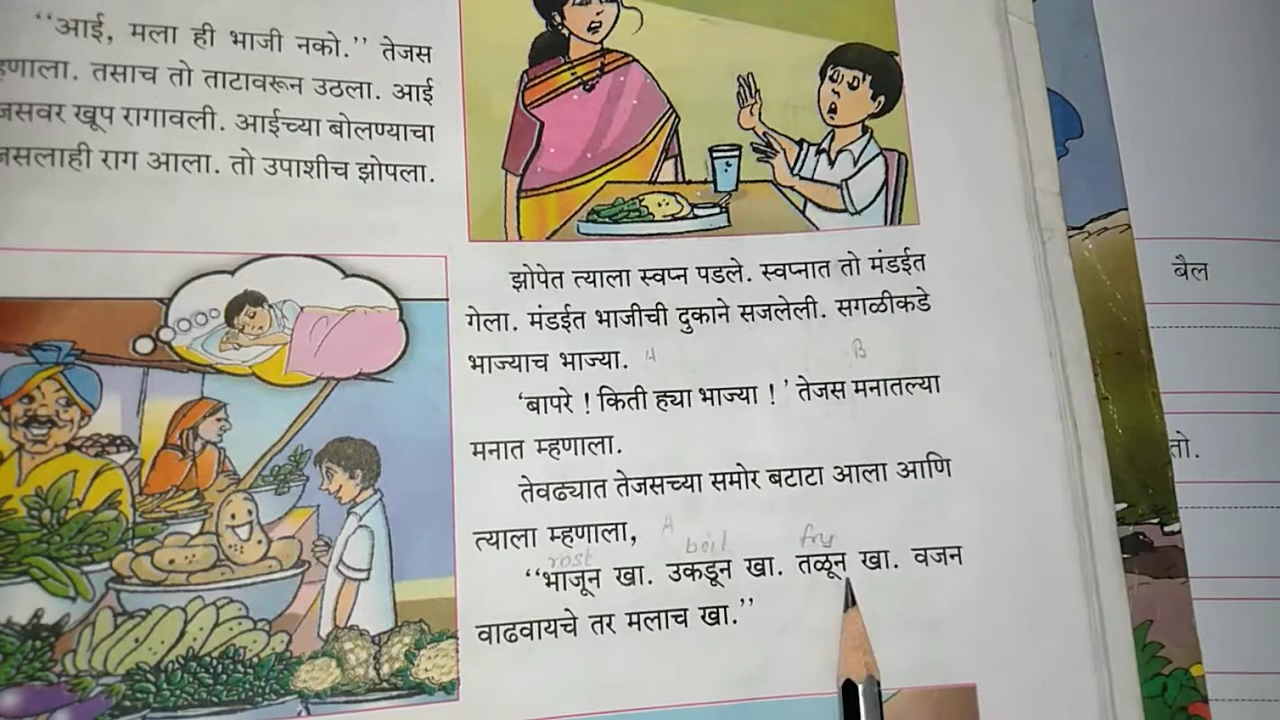 “आई, मला ही भाजी नको.’’ तेजस
म्हणाला. तसाच तो ताटावरून उठला. आई
खूप रागावली. आईच्या बोलण्याचा
राग आला. तो उपाशीच झोपला.
झोपेत त्याला स्वप्न पडले. स्वप्नात तो मंडईत
गेला. मंडईत भाजीची दुकाने सजलेली. सगळीकडे
भाज्याच भाज्या. A B
‘बापरे ! किती ह्या भाज्या ! ’ तेजस मनातल्या
मनात म्हणाला.
तेवढ्यात तेजसच्या समोर बटाटा आला आणि
त्याला म्हणाला,
rost boil fry
“भाजून खा. उकडून खा. तळून खा. वजन
वाढवायचे तर मलाच खा.’’
बैल
तो.